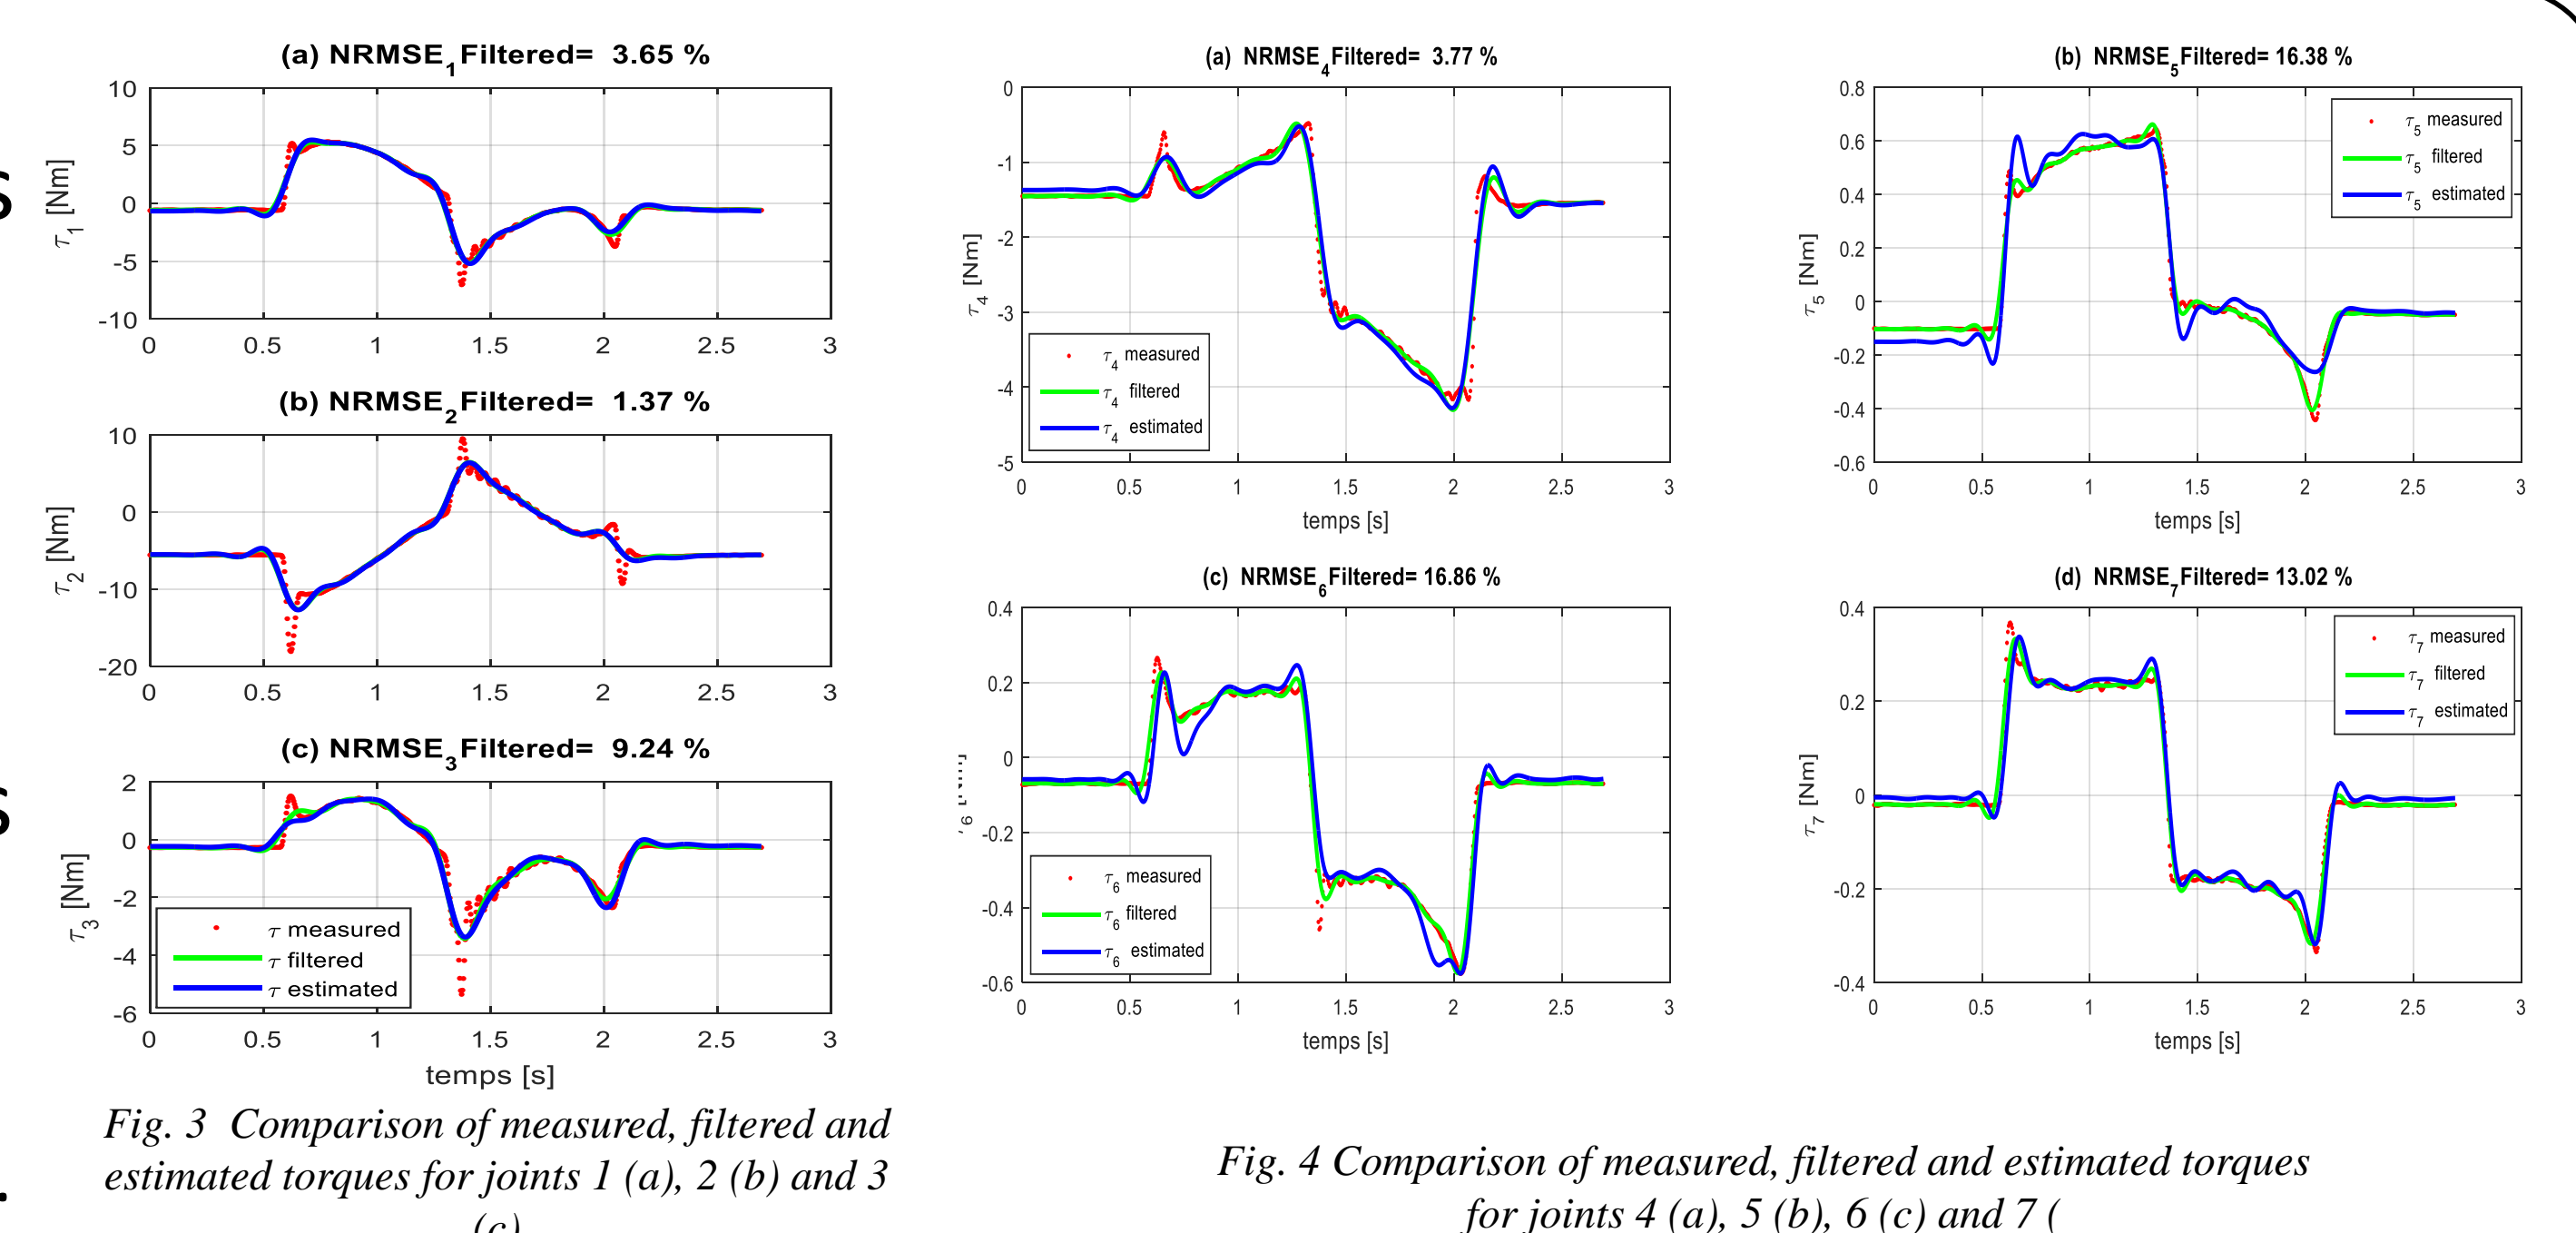 (a) NRMSE1Filtered= 3.65 %
10
5
0
-5
-10
τ1 [Nm]
0 0.5 1 1.5 2 2.5 3
(b) NRMSE2Filtered= 1.37 %
10
0
-10
-20
τ2 [Nm]
0 0.5 1 1.5 2 2.5 3
(c) NRMSE3Filtered= 9.24 %
2
0
-2
-4
-6
τ3 [Nm]
τ measured
τ filtered
τ estimated
0 0.5 1 1.5 2 2.5 3
temps [s]
Fig. 3 Comparison of measured, filtered and
estimated torques for joints 1 (a), 2 (b) and 3
(c)
(a) NRMSE4Filtered= 3.77 %
0
-1
-2
-3
-4
-5
τ4 [Nm]
τ4 measured
τ4 filtered
τ4 estimated
0 0.5 1 1.5 2 2.5 3
temps [s]
(b) NRMSE5Filtered= 16.38 %
0.8
0.6
0.4
0.2
0
-0.2
-0.4
-0.6
τ5 [Nm]
τ5 measured
τ5 filtered
τ5 estimated
0 0.5 1 1.5 2 2.5 3
temps [s]
(c) NRMSE6Filtered= 16.86 %
0.4
0.2
0
-0.2
-0.4
-0.6
6
τ6 measured
τ6 filtered
τ6 estimated
0 0.5 1 1.5 2 2.5 3
temps [s]
(d) NRMSE7Filtered= 13.02 %
0.4
0.2
0
-0.2
-0.4
τ7 [Nm]
τ7 measured
τ7 filtered
τ7 estimated
0 0.5 1 1.5 2 2.5 3
temps [s]
Fig. 4 Comparison of measured, filtered and estimated torques
for joints 4 (a), 5 (b), 6 (c) and 7 (